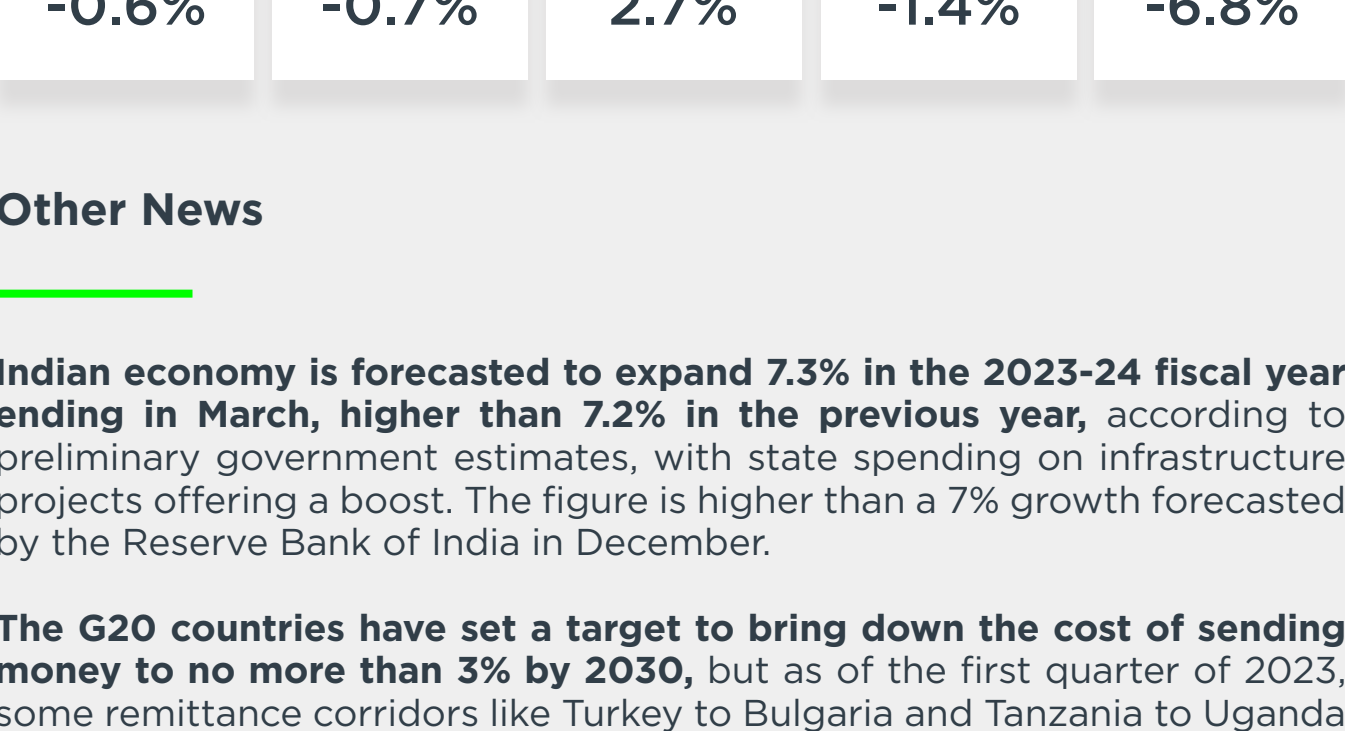 -0.6% -0.7% 2.7% -1.4% -6.8%
Other News
Indian economy is forecasted to expand 7.3% in the 2023-24 fiscal year
ending in March, higher than 7.2% in the previous year, according to
preliminary government estimates, with state spending on infrastructure
projects offering a boost. The figure is higher than a 7% growth forecasted
by the Reserve Bank of India in December.
The G20 countries have set a target to bring down the cost of sending
money to no more than 3% by 2030, but as of the first quarter of 2023,
some remittance corridors like Turkey to Bulgaria and Tanzania to Uganda